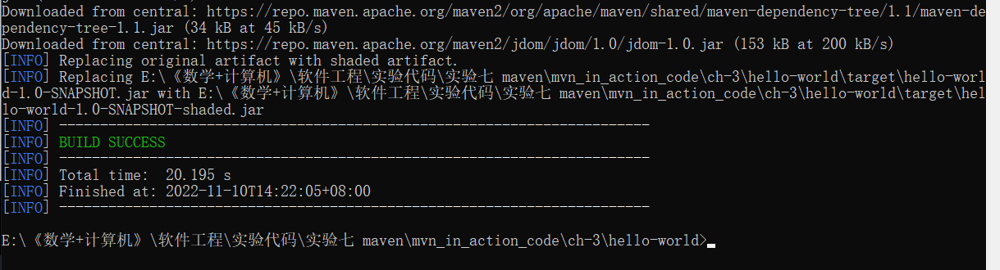 Downloaded from central: https://repo.maven.apache.org/maven2/org/apache/maven/shared/maven-dependency-tree/1.1/maven-de
pendency-tree-1.1.jar (34 kB at 45 kB/s)
Downloaded from central: https://repo.maven.apache.org/maven2/jdom/jdom/1.0/jdom-1.0.jar (153 kB at 200 kB/s)
[INFO] Replacing original artifact with shaded artifact.
[INFO] Replacing E:\《数学+计算机》\软件工程\实验代码\实验七 maven\mvn_in_action_code\ch-3\hello-world\target\hello-worl
d-1.0-SNAPSHOT.jar with E:\《数学+计算机》\软件工程\实验代码\实验七 maven\mvn_in_action_code\ch-3\hello-world\target\hel
lo-world-1.0-SNAPSHOT-shaded.jar
[INFO] ------------------------------------------------------------------------
[INFO] BUILD SUCCESS
[INFO] ------------------------------------------------------------------------
[INFO] Total time:  20.195 s
[INFO] Finished at: 2022-11-10T14:22:05+08:00
[INFO] ------------------------------------------------------------------------
E:\《数学+计算机》\软件工程\实验代码\实验七 maven\mvn_in_action_code\ch-3\hello-world>